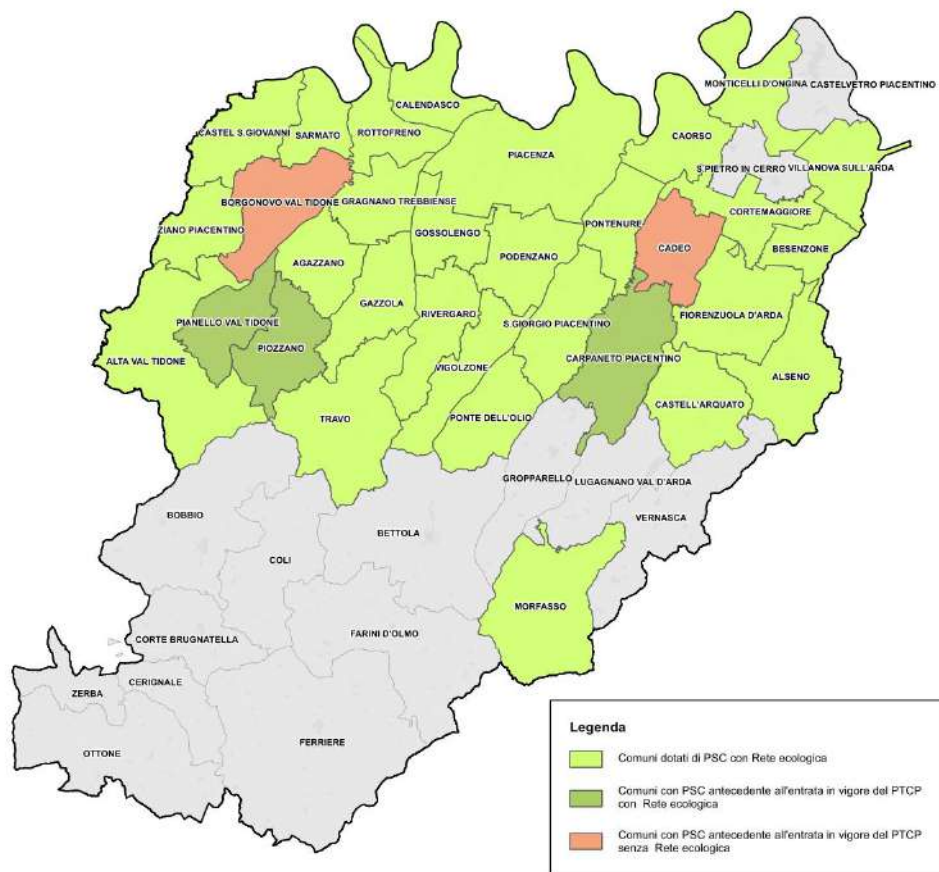 MONTICELLI D'ONGINA
CASTELVETRO PIACENTINO
CALENDASCO
CASTEL S.GIOVANNI
SARMATO
ROTTOFRENO
CAORSO
PIACENZA
S.PIETRO IN CERRO
VILLANOVA SULL'ARDA
BORGONOVO VAL TIDONE
GRAGNANO TREBBIENSE
CORTEMAGGIORE
ZIANO PIACENTINO
GOSSOLENGO
PONTENURE
PODENZANO
CADEO
BESENZONE
AGAZZANO
GAZZOLA
RIVERGARO
S.GIORGIO PIACENTINO
FIORENZUOLA D'ARDA
PIANELLO VAL TIDONE
PIOZZANO
ALTA VAL TIDONE
VIGOLZONE
CARPANETO PIACENTINO
ALSENO
TRAVO
PONTE DELL'OLIO
CASTELL'ARQUATO
GROPPARELLO
LUGAGNANO VAL D'ARDA
BOBBIO
VERNASCA
BETTOLA
COLI
MORFASSO
CORTE BRUGNATELLA
FARINI D'OLMO
CERIGNALE
ZERBA
FERRIERE
OTTONE
Legenda
Comuni dotati di PSC con Rete ecologica
Comuni con PSC antecedente all'entrata in vigore del PTCP
con Rete ecologica
Comuni con PSC antecedente all'entrata in vigore del PTCP
senza Rete ecologica